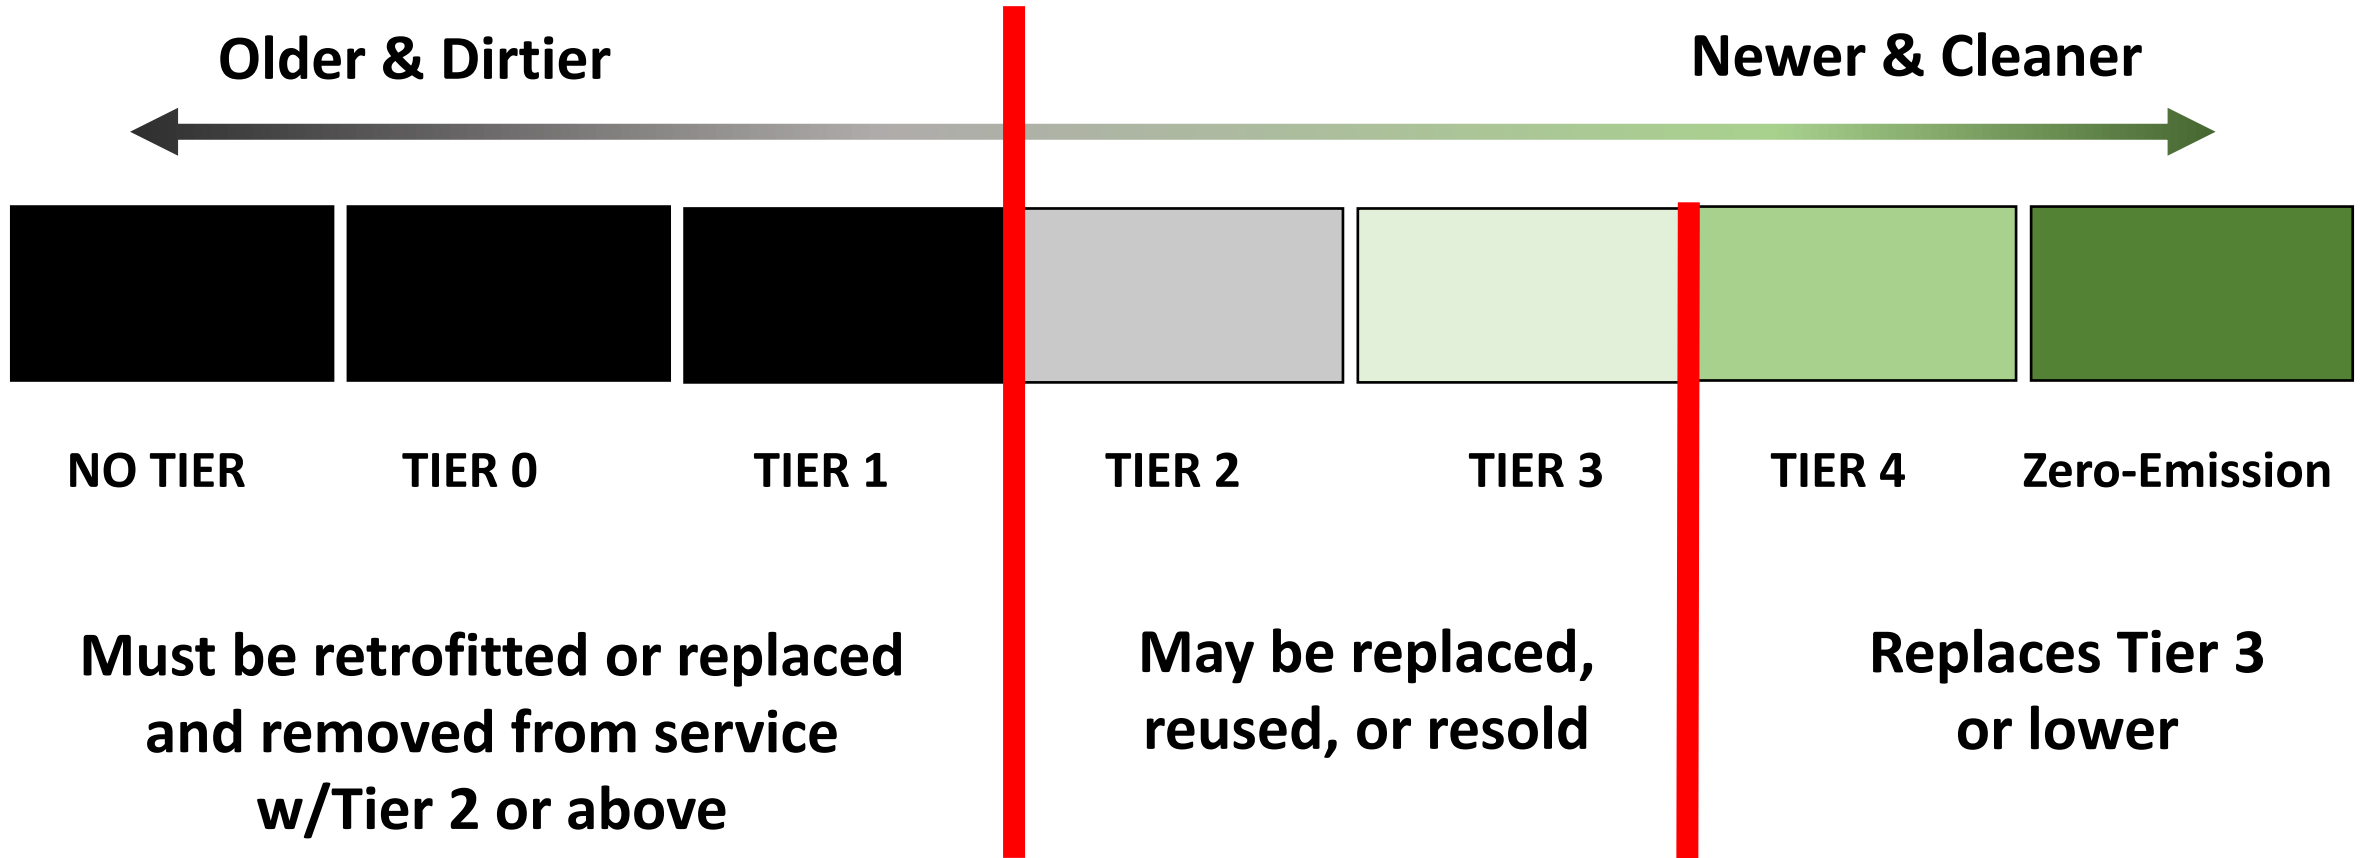 Older & Dirtier
Newer & Cleaner
NO TIER
TIER 0
TIER 1
TIER 2
TIER 3
TIER 4
Zero-Emission
Must be retrofitted or replaced
and removed from service
w/Tier 2 or above
May be replaced,
reused, or resold
Replaces Tier 3
or lower